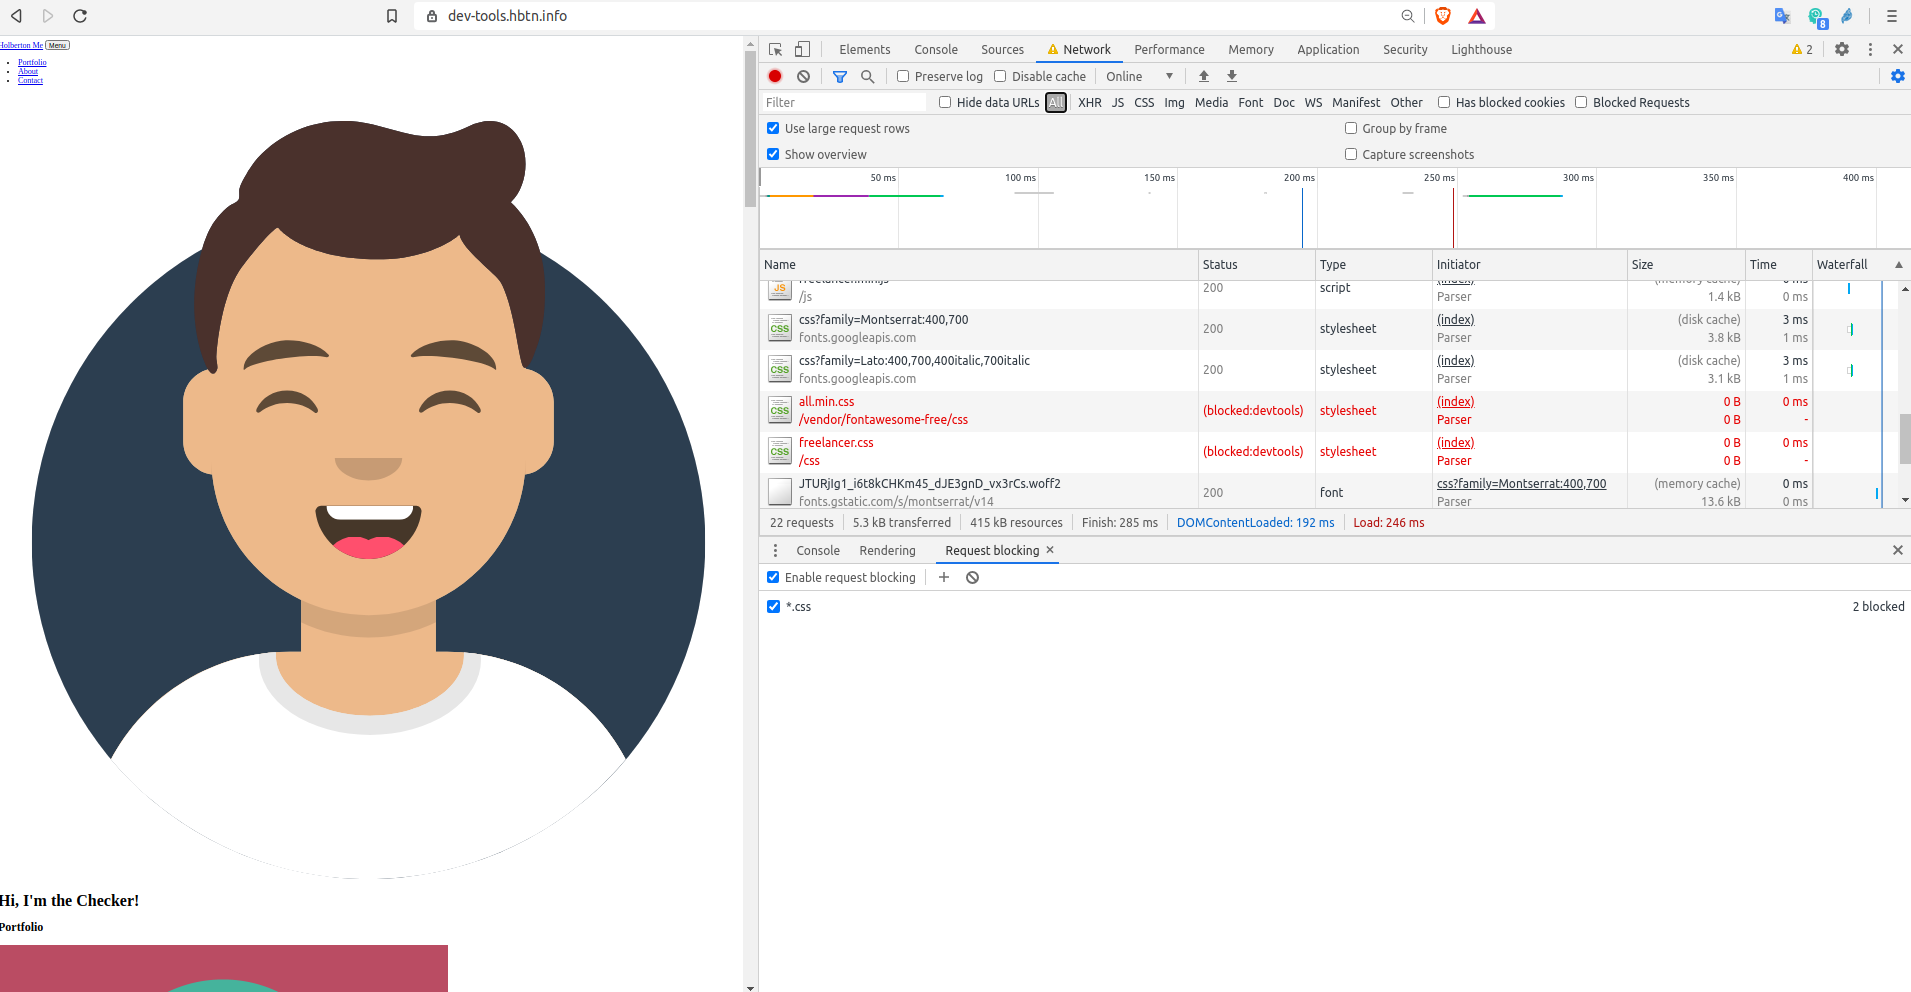 dev-tools.hbtn.info
8
Holberton Me Menu
Portfolio
About
Contact
Hi, I'm the Checker!
Portfolio
Elements Console Sources Network Performance Memory Application Security Lighthouse 2
Preserve log Disable cache Online
Filter Hide data URLs All XHR JS CSS Img Media Font Doc WS Manifest Other Has blocked cookies Blocked Requests
Use large request rows Group by frame
Show overview Capture screenshots
50 ms 100 ms 150 ms 200 ms 250 ms 300 ms 350 ms 400 ms
Name Status Type Initiator Size Time Waterfall
freelancer.min.js 200 script (index) (memory cache) 0 ms
/js Parser 1.4 kB 0 ms
css?family=Montserrat:400,700 200 stylesheet (index) (disk cache) 3 ms
fonts.googleapis.com Parser 3.8 kB 1 ms
css?family=Lato:400,700,400italic,700italic 200 stylesheet (index) (disk cache) 3 ms
fonts.googleapis.com Parser 3.1 kB 1 ms
all.min.css (blocked:devtools) stylesheet (index) 0 B 0 ms
/vendor/fontawesome-free/css Parser 0 B -
freelancer.css (blocked:devtools) stylesheet (index) 0 B 0 ms
/css Parser 0 B -
JTURjIg1_i6t8kCHKm45_dJE3gnD_vx3rCs.woff2 200 font css?family=Montserrat:400,700 (memory cache) 0 ms
fonts.gstatic.com/s/montserrat/v14 Parser 13.6 kB 0 ms
22 requests 5.3 kB transferred 415 kB resources Finish: 285 ms DOMContentLoaded: 192 ms Load: 246 ms
Console Rendering Request blocking
Enable request blocking
*.css 2 blocked